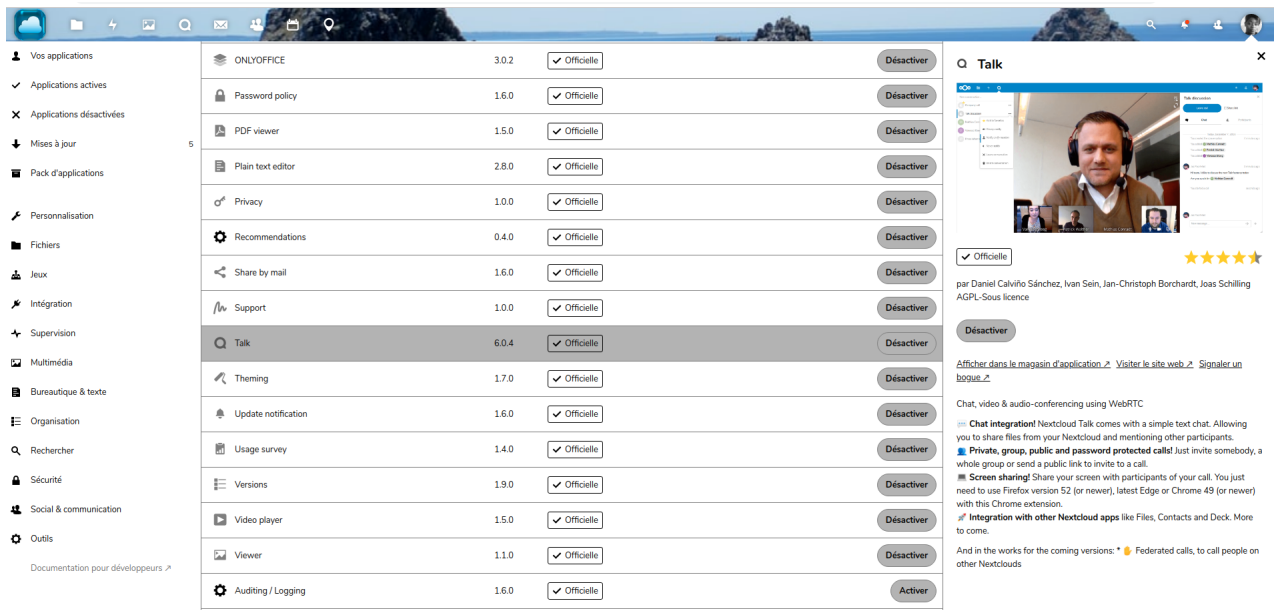 Vos applications
Applications actives
Applications désactivées
Mises à jour 5
Pack d'applications
Personnalisation
Fichiers
Jeux
Intégration
Supervision
Multimédia
Bureautique & texte
Organisation
Rechercher
Sécurité
Social & communication
Outils
Documentation pour développeurs ↗
ONLYOFFICE 3.0.2 Officielle Désactiver
Password policy 1.6.0 Officielle Désactiver
PDF viewer 1.5.0 Officielle Désactiver
Plain text editor 2.8.0 Officielle Désactiver
Privacy 1.0.0 Officielle Désactiver
Recommendations 0.4.0 Officielle Désactiver
Share by mail 1.6.0 Officielle Désactiver
Support 1.0.0 Officielle Désactiver
Talk 6.0.4 Officielle Désactiver
Theming 1.7.0 Officielle Désactiver
Update notification 1.6.0 Officielle Désactiver
Usage survey 1.4.0 Officielle Désactiver
Versions 1.9.0 Officielle Désactiver
Video player 1.5.0 Officielle Désactiver
Viewer 1.1.0 Officielle Désactiver
Auditing / Logging 1.6.0 Officielle Activer
Talk
Officielle
par Daniel Calviño Sánchez, Ivan Sein, Jan-Christoph Borchardt, Joas Schilling
AGPL-Sous licence
Désactiver
Afficher dans le magasin d'application ↗ Visiter le site web ↗ Signaler un
bogue ↗
Chat, video & audio-conferencing using WebRTC
💬 Chat integration! Nextcloud Talk comes with a simple text chat. Allowing
you to share files from your Nextcloud and mentioning other participants.
👥 Private, group, public and password protected calls! Just invite somebody, a
whole group or send a public link to invite to a call.
💻 Screen sharing! Share your screen with participants of your call. You just
need to use Firefox version 52 (or newer), latest Edge or Chrome 49 (or newer)
with this Chrome extension.
🚀 Integration with other Nextcloud apps like Files, Contacts and Deck. More
to come.
And in the works for the coming versions: * ✋ Federated calls, to call people on
other Nextclouds